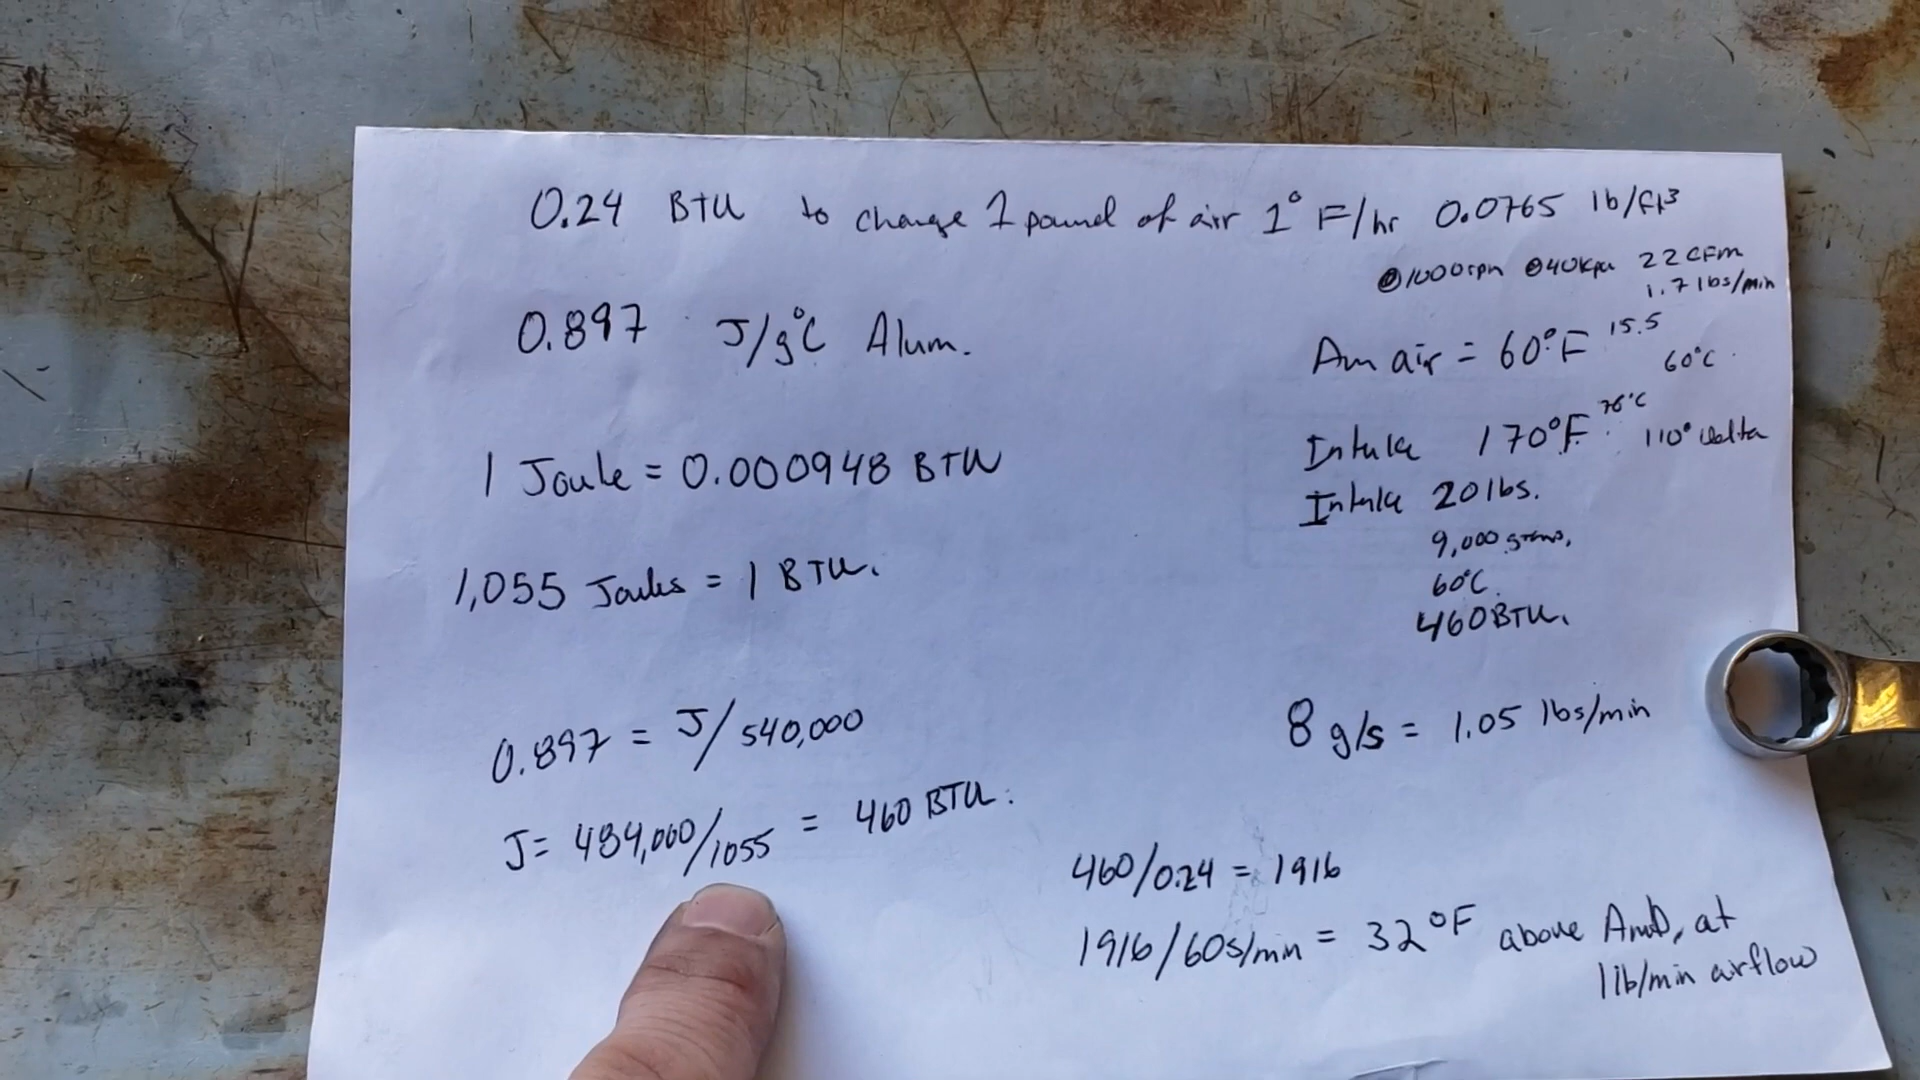 0.24 BTU to change 1 pound of air 1° F/hr 0.0765 lb/ft³
@1000rpm @40kpa 22 CFM
1.7 lbs/min
0.897 J/g°C Alum.
Am air = 60°F 15.5
60°C
76°C
Intake 170°F 110° delta
1 Joule = 0.000948 BTU
Intake 20lbs.
9,000 grams,
1,055 Joules = 1 BTU.
60°C.
460BTU.
0.897 = J/540,000
8 g/s = 1.05 lbs/min
J= 484,000/1055 = 460 BTU.
460/0.24 = 1916
1916/60s/min = 32°F above Amb, at
1lb/min airflow